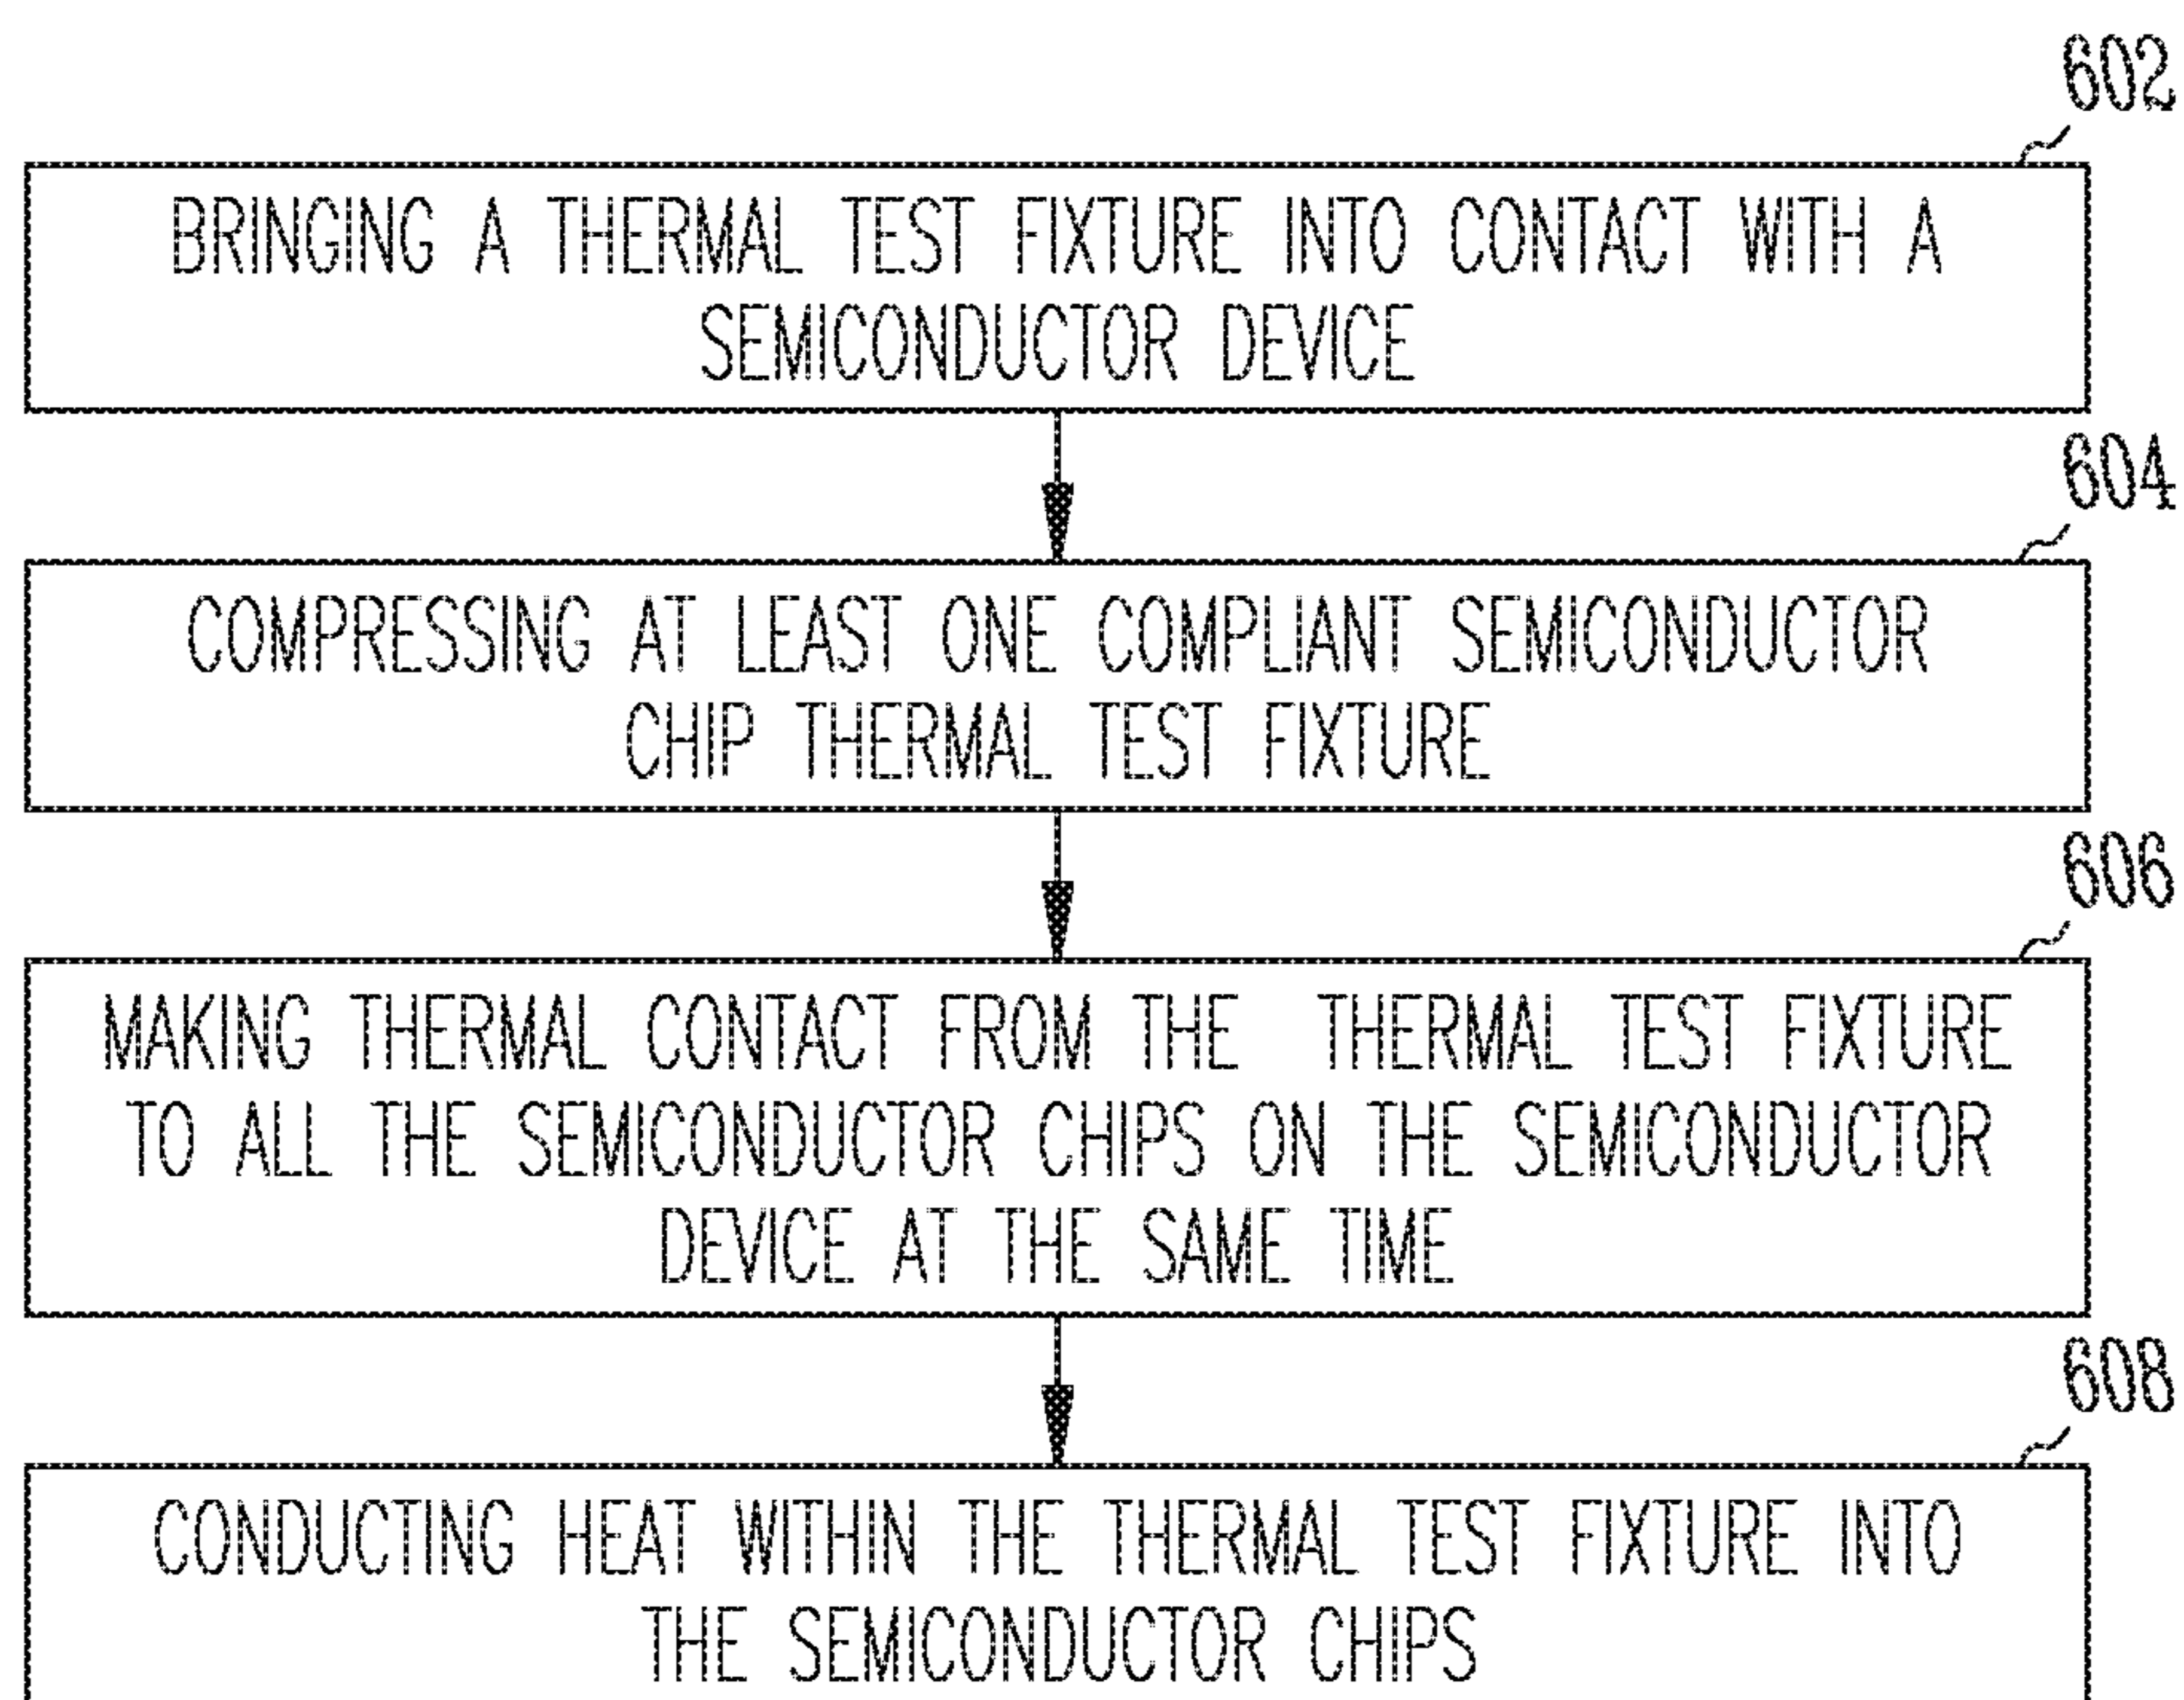 602
BRINGING A THERMAL TEST FIXTURE INTO CONTACT WITH A
SEMICONDUCTOR DEVICE
604
COMPRESSING AT LEAST ONE COMPLIANT SEMICONDUCTOR
CHIP THERMAL TEST FIXTURE
606
MAKING THERMAL CONTACT FROM THE THERMAL TEST FIXTURE
TO ALL THE SEMICONDUCTOR CHIPS ON THE SEMICONDUCTOR
DEVICE AT THE SAME TIME
608
CONDUCTING HEAT WITHIN THE THERMAL TEST FIXTURE INTO
THE SEMICONDUCTOR CHIPS